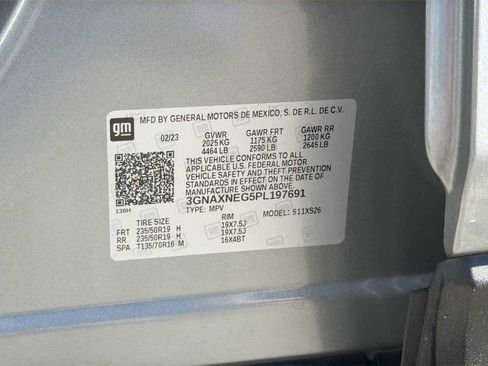 gm
MFD BY GENERAL MOTORS DE MEXICO, S. DE R.L. DE C.V.
02/23 GVWR GAWR FRT GAWR RR
2025 KG 1175 KG 1200 KG
4464 LB 2590 LB 2645 LB
THIS VEHICLE CONFORMS TO ALL
APPLICABLE U.S. FEDERAL MOTOR
VEHICLE SAFETY AND THEFT PREVENTION
STANDARDS IN EFFECT ON THE DATE OF
MANUFACTURE SHOWN ABOVE.
3GNAXNEG5PL197691
130H TYPE: MPV MODEL: 511XS26
TIRE SIZE RIM
FRT 235/50R19 H 19X7.5J
RR 235/50R19 H 19X7.5J
SPA T135/70R16 M 16X4BT